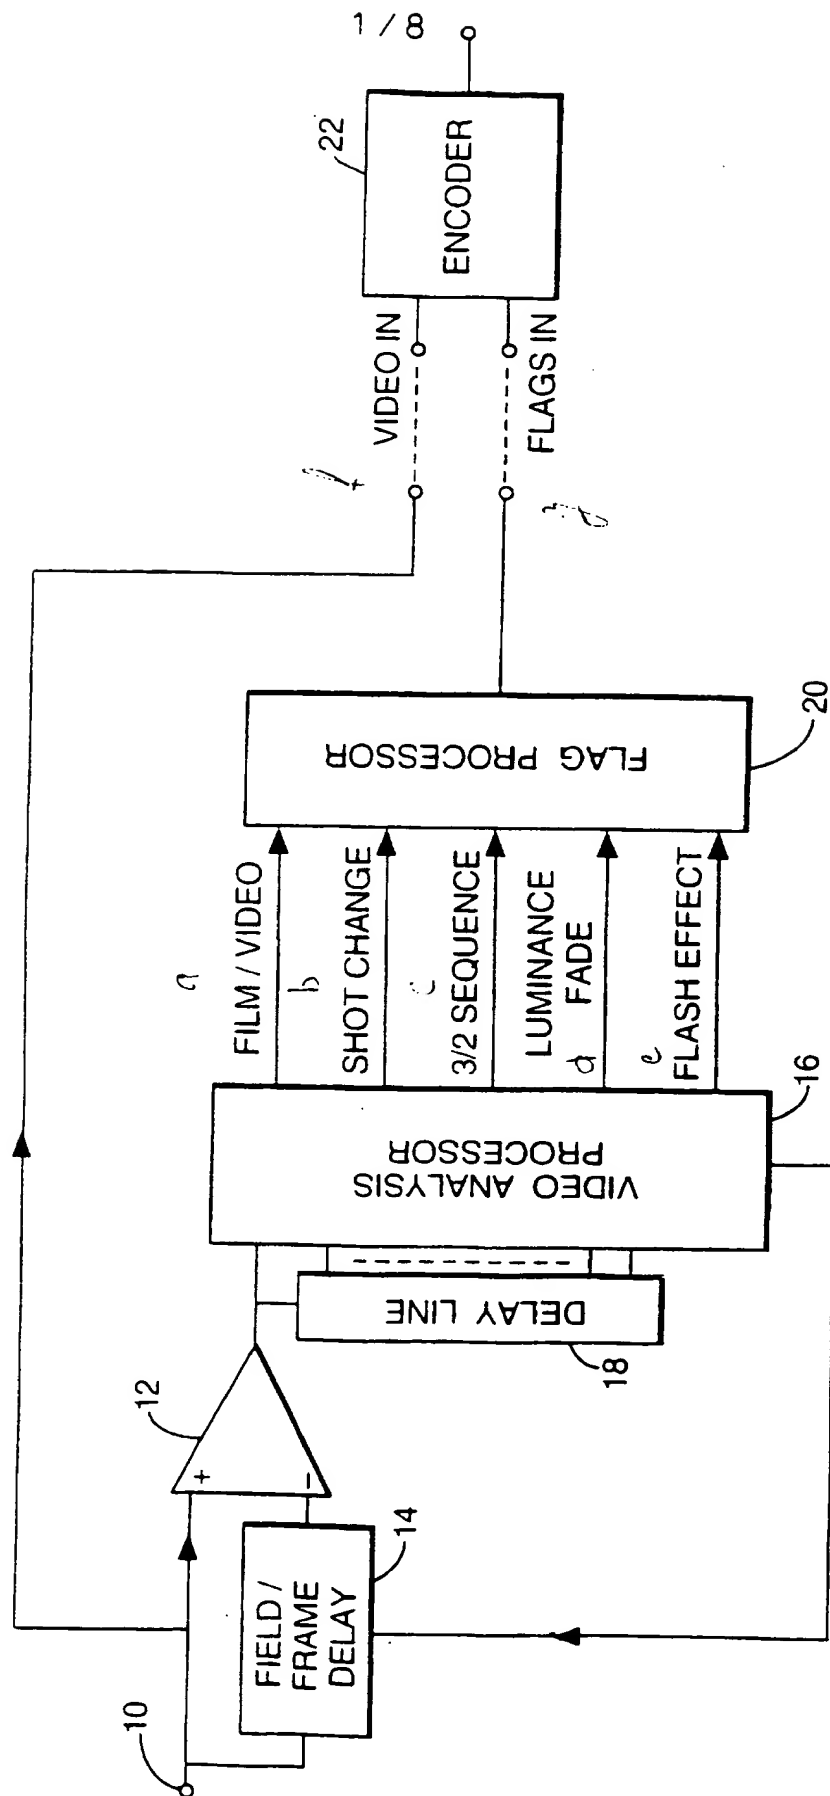 10
FIELD /
FRAME
DELAY
14
+
−
12
DELAY LINE
18
VIDEO ANALYSIS
PROCESSOR
16
a
FILM / VIDEO
b
SHOT CHANGE
c
3/2 SEQUENCE
LUMINANCE
d FADE
e
FLASH EFFECT
FLAG PROCESSOR
20
f
VIDEO IN
FLAGS IN
g
ENCODER
22
1 / 8